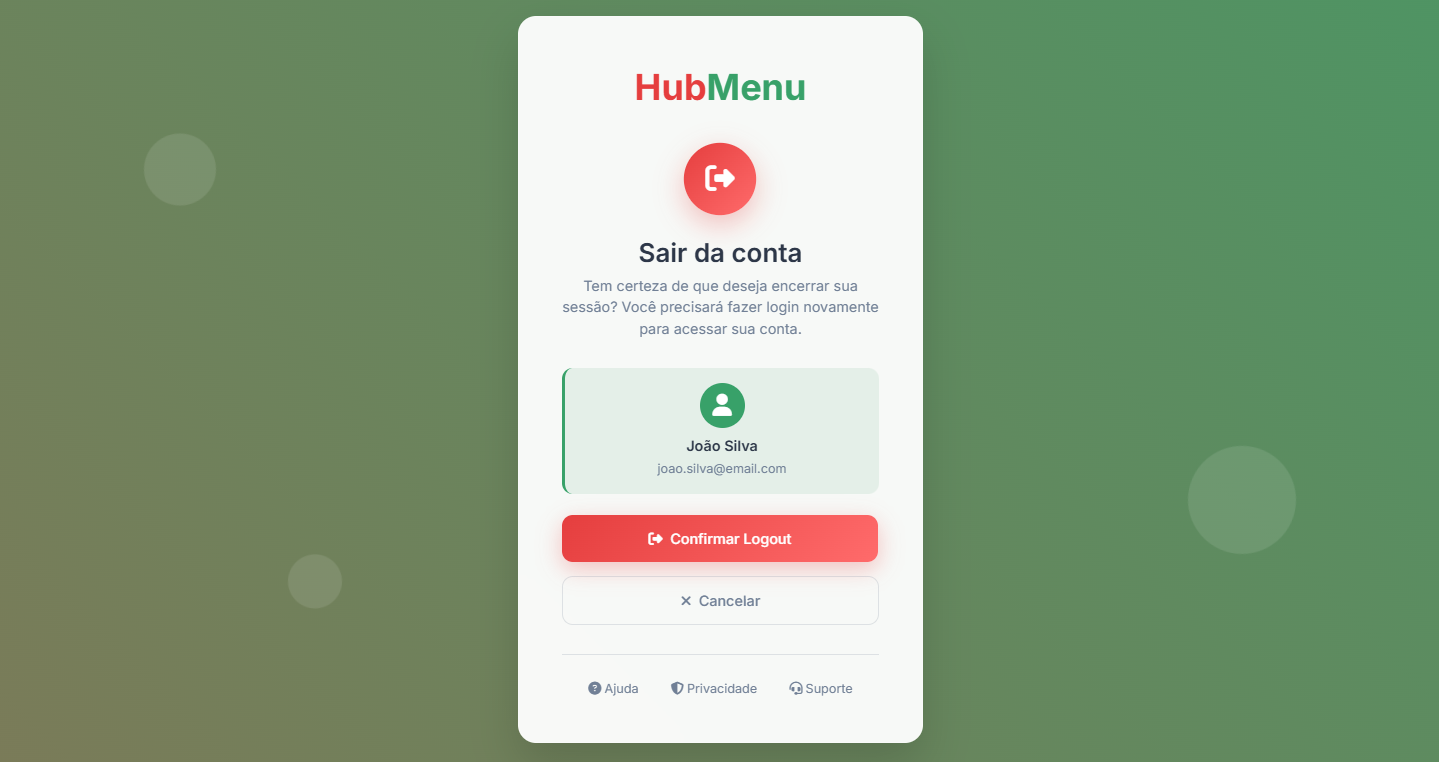 HubMenu
Sair da conta
Tem certeza de que deseja encerrar sua
sessão? Você precisará fazer login novamente
para acessar sua conta.
João Silva
joao.silva@email.com
Confirmar Logout
Cancelar
Ajuda Privacidade Suporte